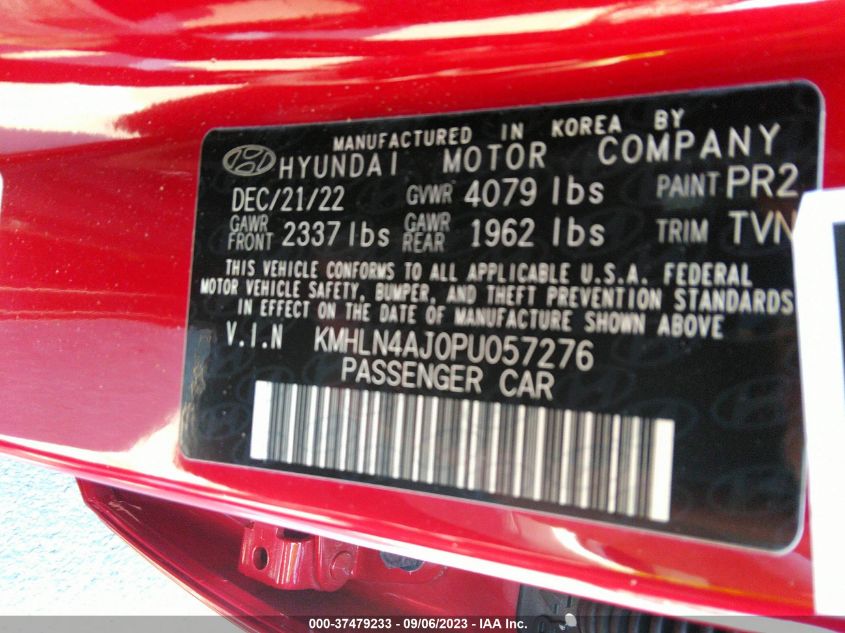 MANUFACTURED IN KOREA BY
HYUNDAI MOTOR COMPANY
DEC/21/22 GVWR 4079 lbs PAINT PR2
GAWR FRONT 2337 lbs GAWR REAR 1962 lbs TRIM TVN
THIS VEHICLE CONFORMS TO ALL APPLICABLE U.S.A. FEDERAL
MOTOR VEHICLE SAFETY, BUMPER, AND THEFT PREVENTION STANDARDS
IN EFFECT ON THE DATE OF MANUFACTURE SHOWN ABOVE
V.I.N KMHLN4AJ0PU057276
PASSENGER CAR
000-37479233 - 09/06/2023 - IAA Inc.